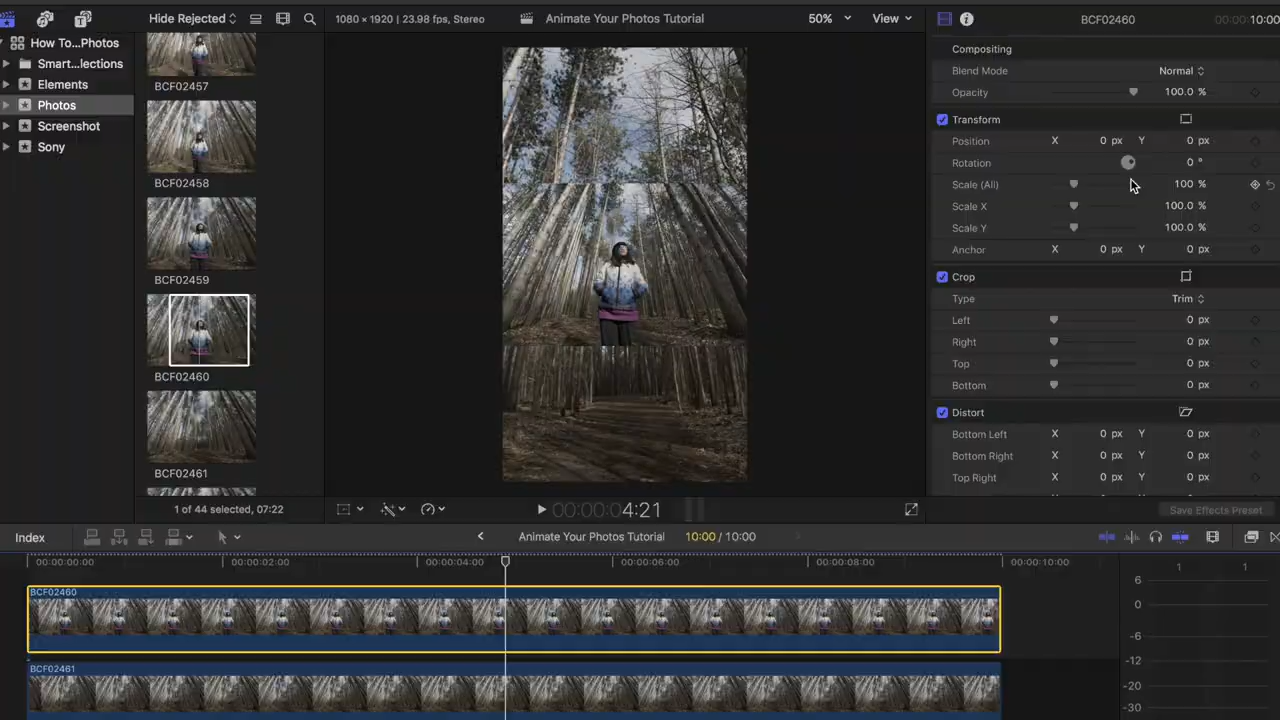 Hide Rejected
1080 × 1920 | 23.98 fps, Stereo
Animate Your Photos Tutorial
50%
View
BCF02460
00:00:10:00
How To...Photos
Smart...lections
Elements
Photos
Screenshot
Sony
BCF02457
BCF02458
BCF02459
BCF02460
BCF02461
1 of 44 selected, 07:22
00:00:00:04:21
Compositing
Blend Mode Normal
Opacity 100.0 %
Transform
Position X 0 px Y 0 px
Rotation 0 °
Scale (All) 100 %
Scale X 100.0 %
Scale Y 100.0 %
Anchor X 0 px Y 0 px
Crop
Type Trim
Left 0 px
Right 0 px
Top 0 px
Bottom 0 px
Distort
Bottom Left X 0 px Y 0 px
Bottom Right X 0 px Y 0 px
Top Right X 0 px Y 0 px
Save Effects Preset
Index
Animate Your Photos Tutorial
10:00 / 10:00
00:00:00:00
00:00:02:00
00:00:04:00
00:00:06:00
00:00:08:00
00:00:10:00
BCF02460
BCF02461
1 1
6
0
-6
-12
-20
-30